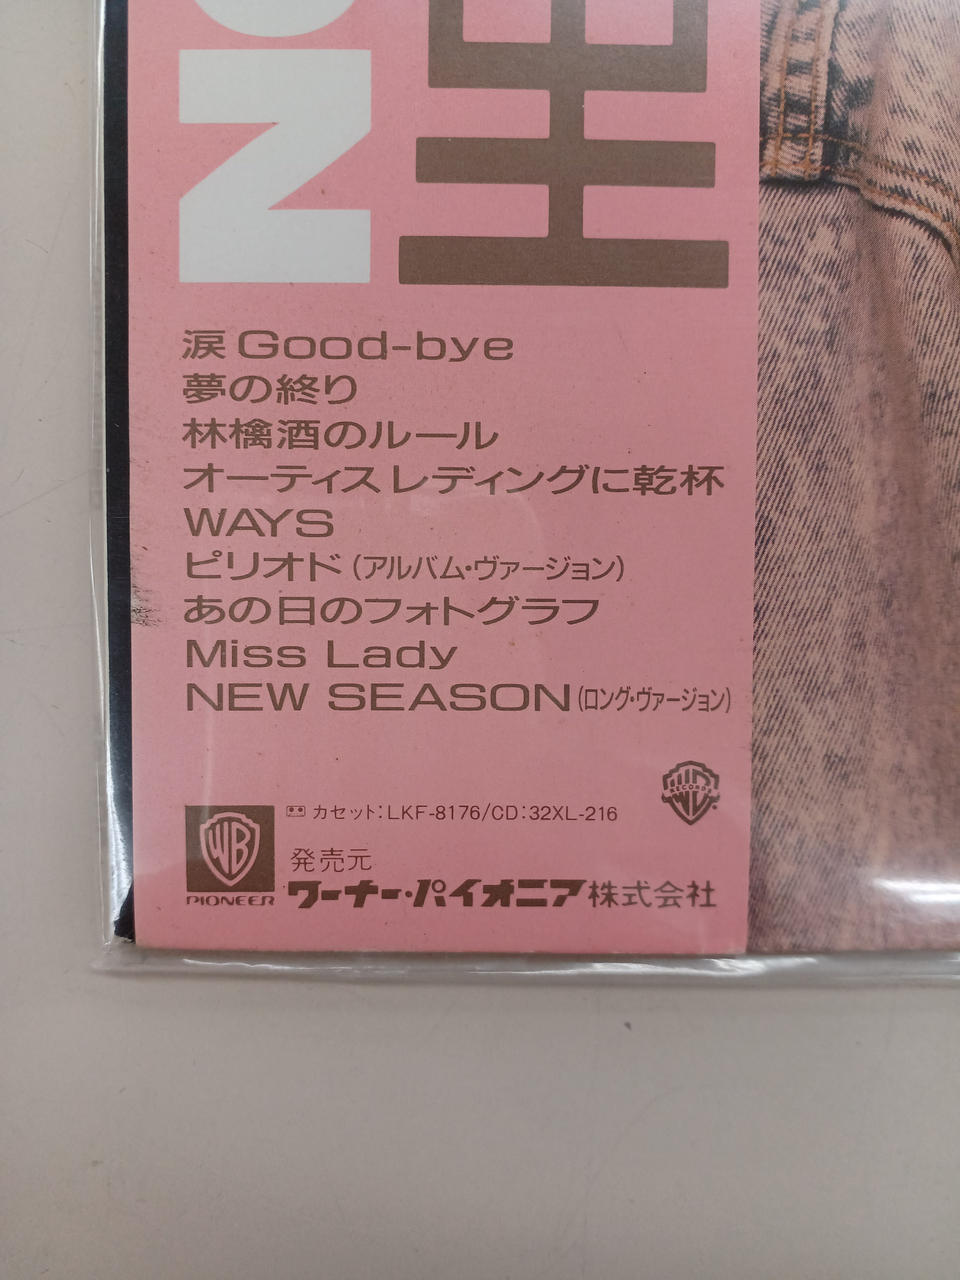 涙 Good-bye
夢の終り
林檎酒のルール
オーティス レディングに乾杯
WAYS
ピリオド（アルバム・ヴァージョン）
あの日のフォトグラフ
Miss Lady
NEW SEASON（ロング・ヴァージョン）
カセット：LKF-8176/CD：32XL-216
WB
PIONEER
発売元
ワーナー・パイオニア株式会社
RECORDS